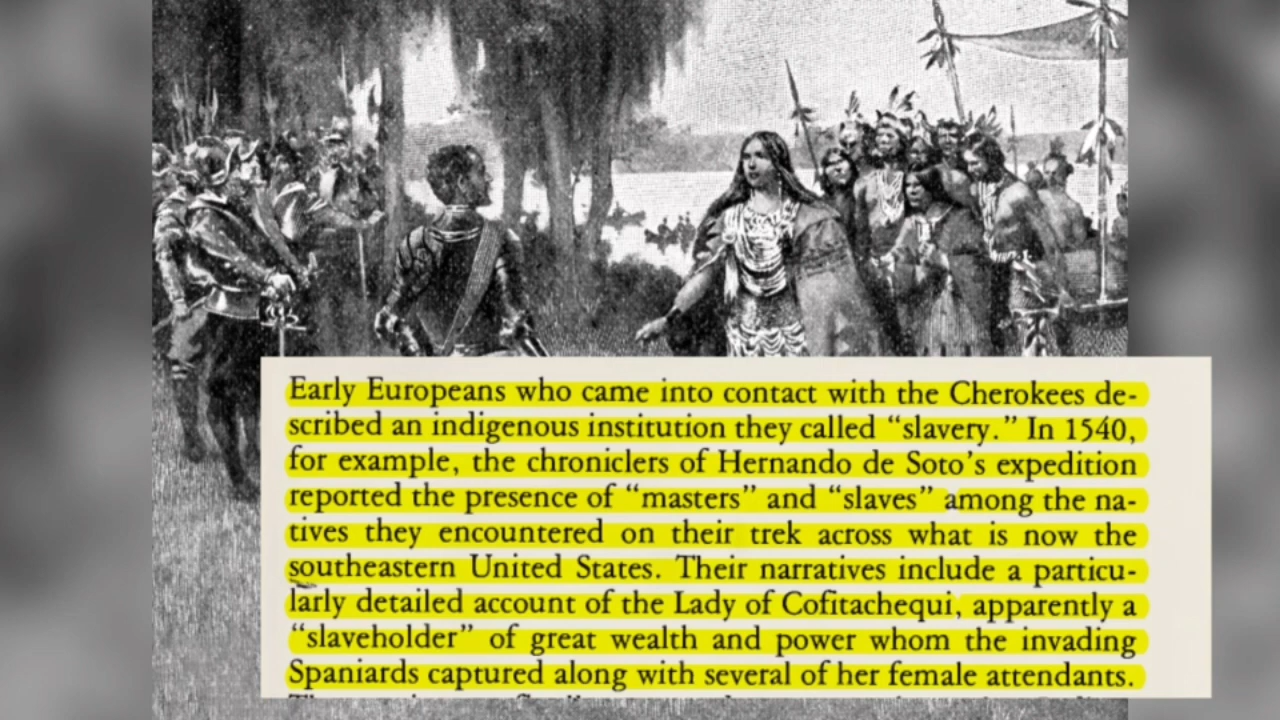 Early Europeans who came into contact with the Cherokees de-
scribed an indigenous institution they called “slavery.” In 1540,
for example, the chroniclers of Hernando de Soto’s expedition
reported the presence of “masters” and “slaves” among the na-
tives they encountered on their trek across what is now the
southeastern United States. Their narratives include a particu-
larly detailed account of the Lady of Cofitachequi, apparently a
“slaveholder” of great wealth and power whom the invading
Spaniards captured along with several of her female attendants.